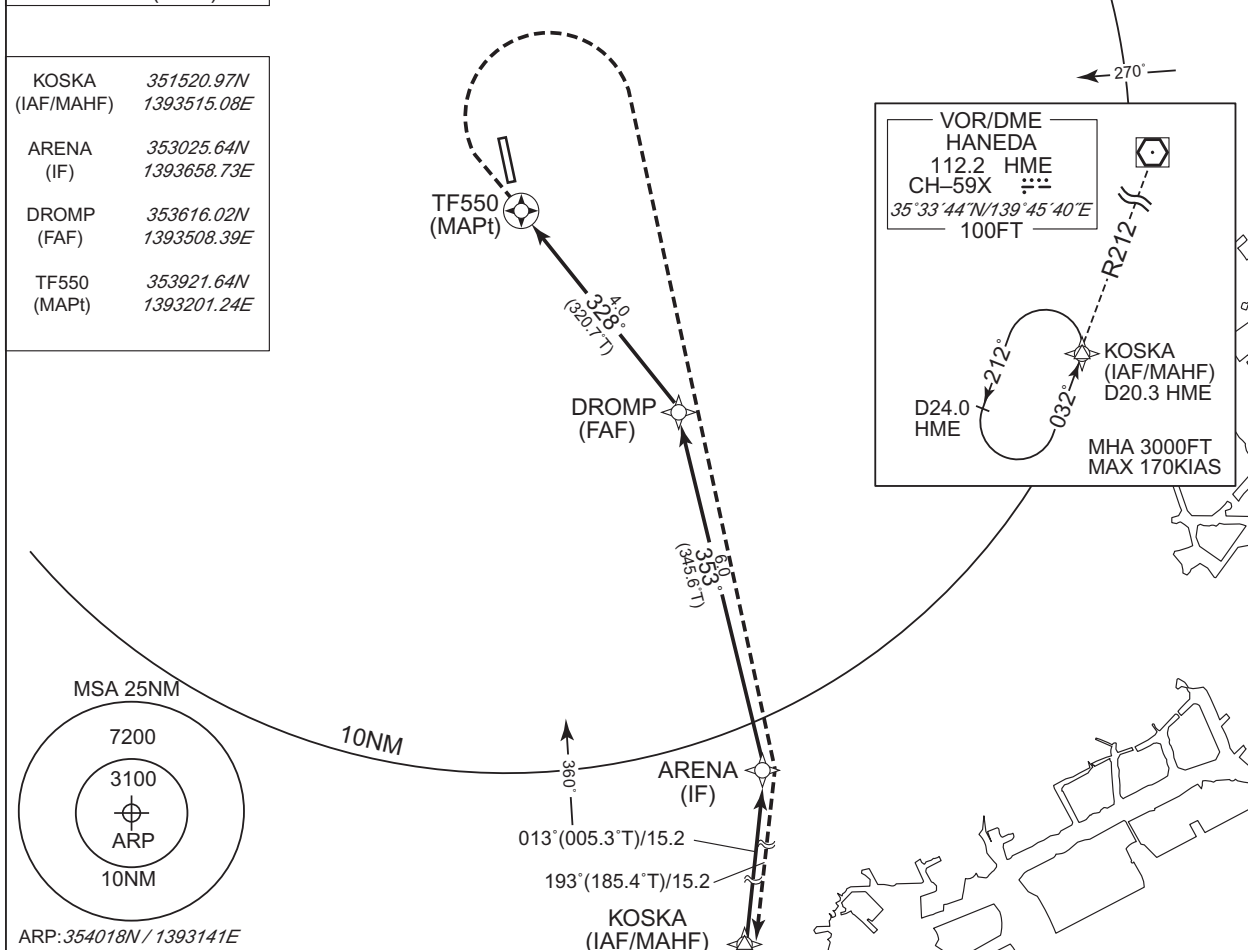 KOSKA 351520.97N
(IAF/MAHF) 1393515.08E
ARENA 353025.64N
(IF) 1393658.73E
DROMP 353616.02N
(FAF) 1393508.39E
TF550 353921.64N
(MAPt) 1393201.24E
TF550
(MAPt)
4.0
328°
(320.7°T)
DROMP
(FAF)
6.0
353°
(345.6°T)
270°
VOR/DME
HANEDA
112.2 HME
CH–59X
35°33´44˝N/139°45´40˝E
100FT
R212
212°
032°
KOSKA
(IAF/MAHF)
D20.3 HME
D24.0
HME
MHA 3000FT
MAX 170KIAS
10NM
360°
ARENA
(IF)
013°(005.3°T)/15.2
193°(185.4°T)/15.2
KOSKA
(IAF/MAHF)
MSA 25NM
7200
3100
ARP
10NM
ARP:354018N / 1393141E